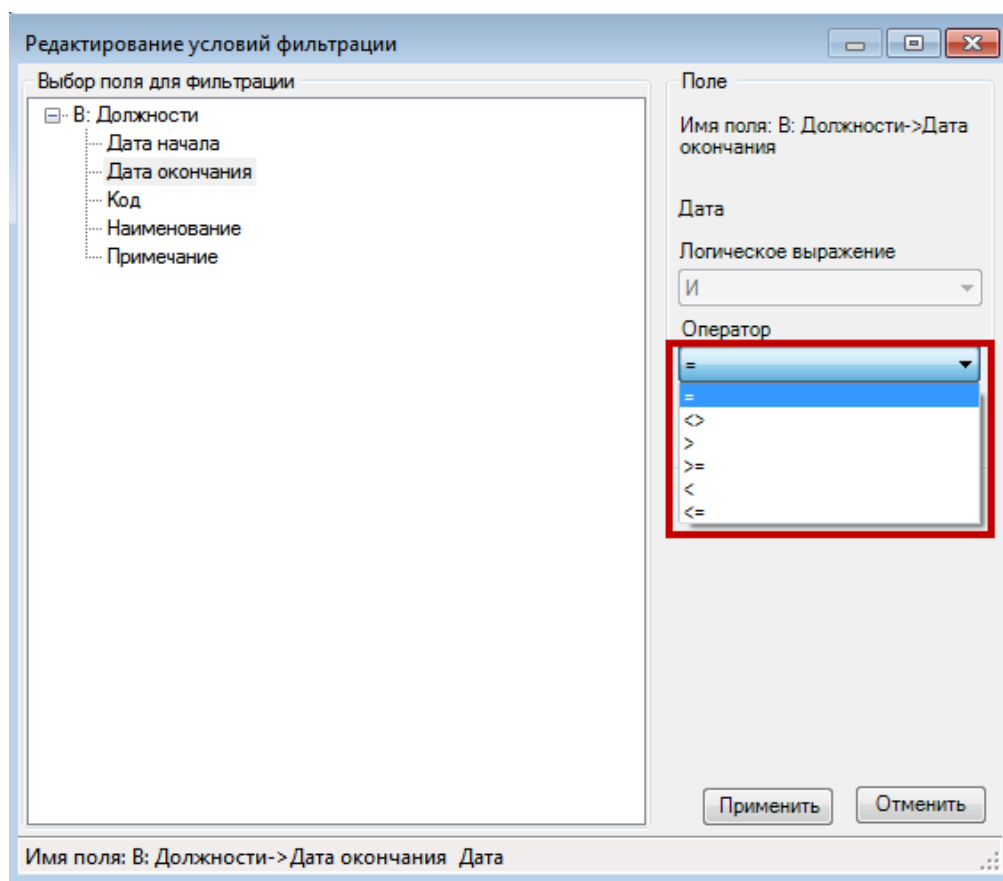 Редактирование условий фильтрации
Выбор поля для фильтрации
В: Должности
Дата начала
Дата окончания
Код
Наименование
Примечание
Поле
Имя поля: В: Должности->Дата
окончания
Дата
Логическое выражение
И
Оператор
=
=
<>
>
>=
<
<=
Применить
Отменить
Имя поля: В: Должности->Дата окончания Дата